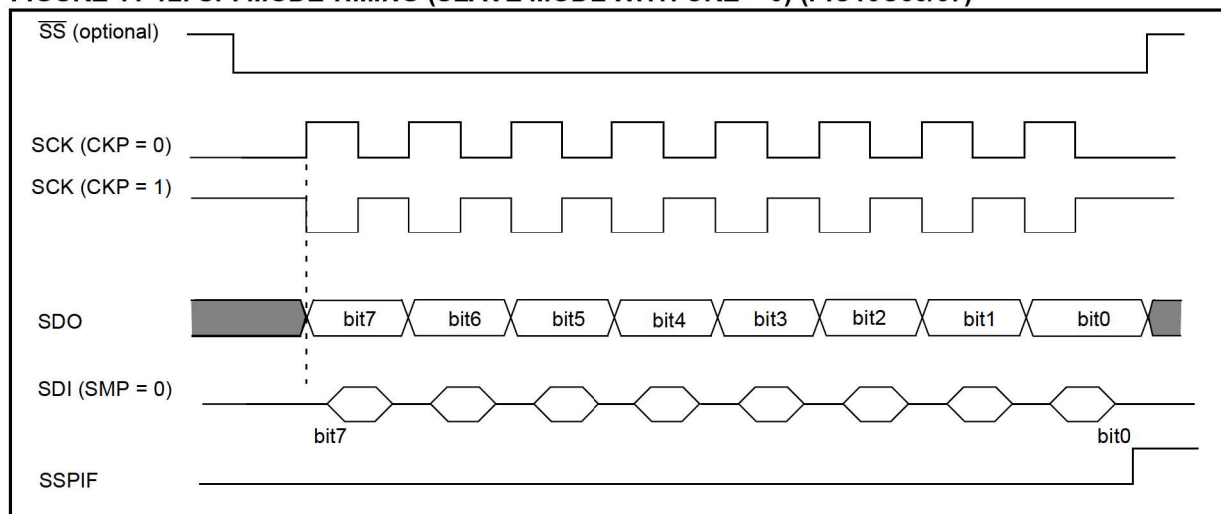 SS (optional)
SCK (CKP = 0)
SCK (CKP = 1)
SDO
bit7 bit6 bit5 bit4 bit3 bit2 bit1 bit0
SDI (SMP = 0)
bit7 bit0
SSPIF